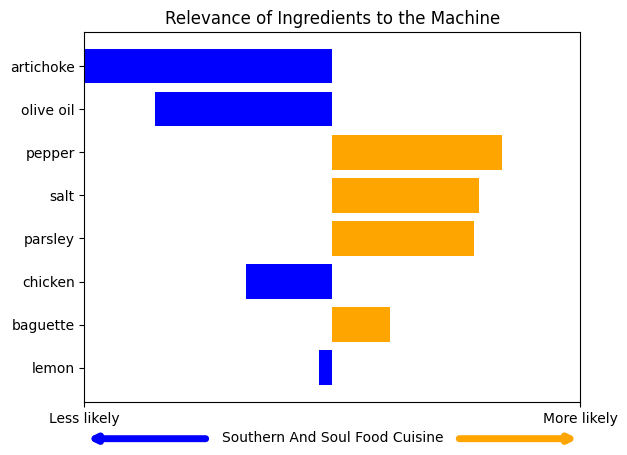 Relevance of Ingredients to the Machine
artichoke
olive oil
pepper
salt
parsley
chicken
baguette
lemon
Less likely More likely
Southern And Soul Food Cuisine